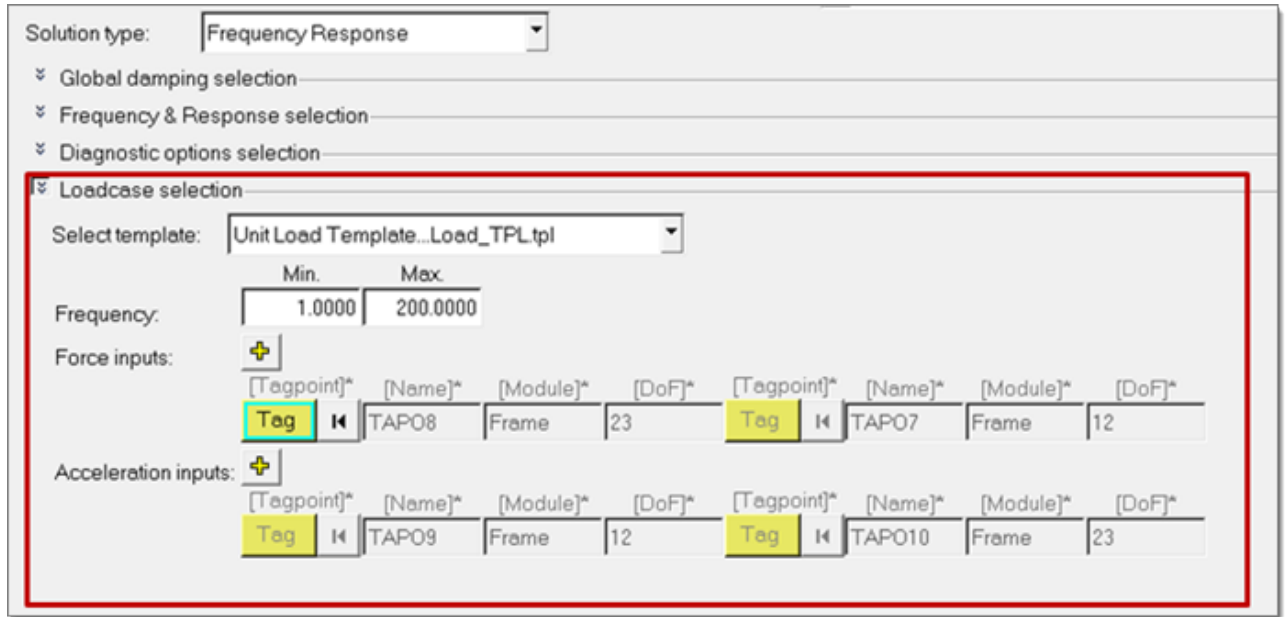 Solution type: Frequency Response
Global damping selection
Frequency & Response selection
Diagnostic options selection
Loadcase selection
Select template: Unit Load Template...Load_TPL.tpl
Min. Max.
Frequency: 1.0000 200.0000
Force inputs:
[Tagpoint]* [Name]* [Module]* [DoF]* [Tagpoint]* [Name]* [Module]* [DoF]*
Tag TAPO8 Frame 23 Tag TAPO7 Frame 12
Acceleration inputs:
[Tagpoint]* [Name]* [Module]* [DoF]* [Tagpoint]* [Name]* [Module]* [DoF]*
Tag TAPO9 Frame 12 Tag TAPO10 Frame 23